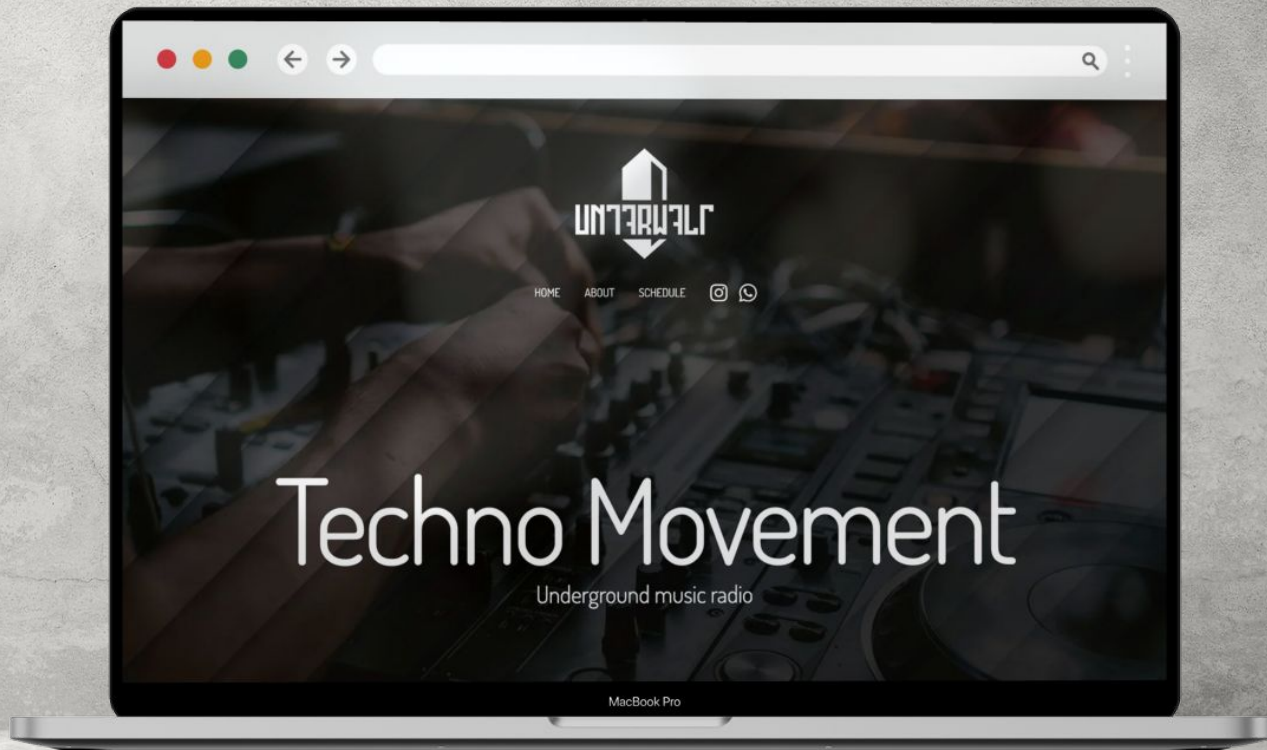 UNTERWELT
HOME ABOUT SCHEDULE
Techno Movement
Underground music radio
MacBook Pro